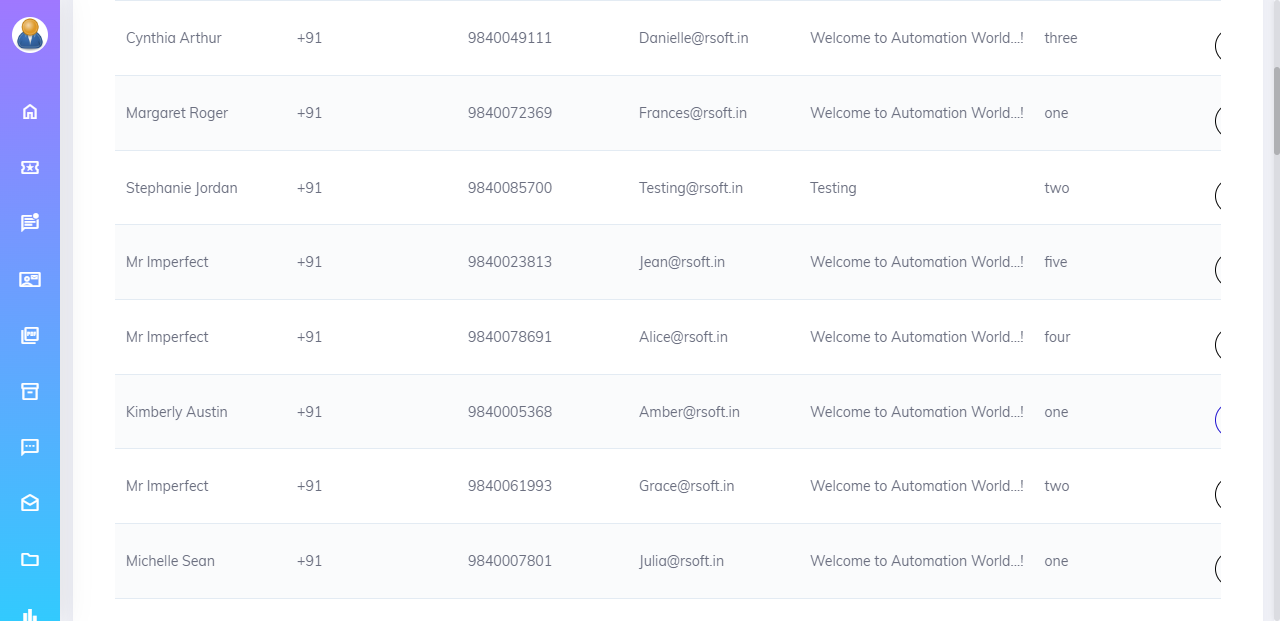 Cynthia Arthur +91 9840049111 Danielle@rsoft.in Welcome to Automation World...! three
Margaret Roger +91 9840072369 Frances@rsoft.in Welcome to Automation World...! one
Stephanie Jordan +91 9840085700 Testing@rsoft.in Testing two
Mr Imperfect +91 9840023813 Jean@rsoft.in Welcome to Automation World...! five
Mr Imperfect +91 9840078691 Alice@rsoft.in Welcome to Automation World...! four
Kimberly Austin +91 9840005368 Amber@rsoft.in Welcome to Automation World...! one
Mr Imperfect +91 9840061993 Grace@rsoft.in Welcome to Automation World...! two
Michelle Sean +91 9840007801 Julia@rsoft.in Welcome to Automation World...! one